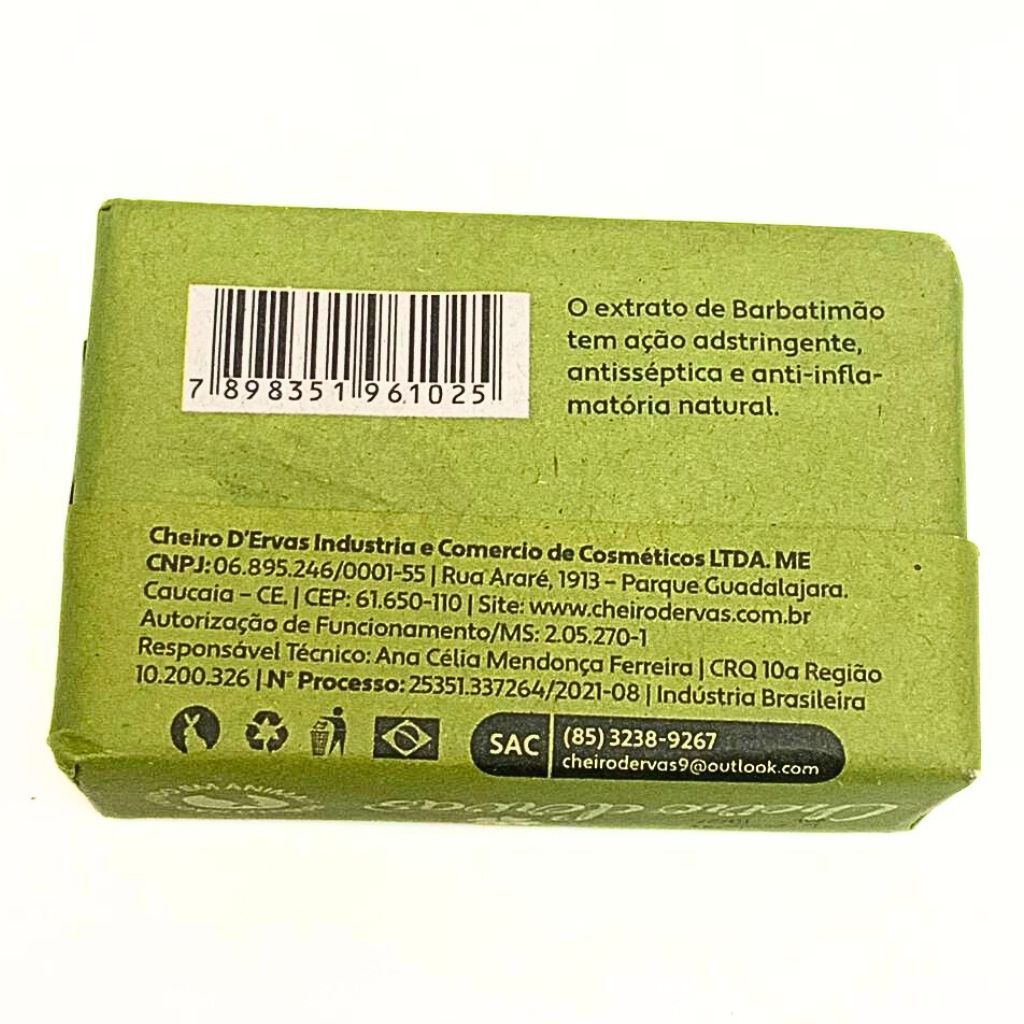 7 898351 961025
O extrato de Barbatimão
tem ação adstringente,
antisséptica e anti-infla-
matória natural.
Cheiro D'Ervas Industria e Comercio de Cosméticos LTDA. ME
CNPJ: 06.895.246/0001-55 | Rua Araré, 1913 – Parque Guadalajara.
Caucaia – CE. | CEP: 61.650-110 | Site: www.cheirodervas.com.br
Autorização de Funcionamento/MS: 2.05.270-1
Responsável Técnico: Ana Célia Mendonça Ferreira | CRQ 10a Região
10.200.326 | N° Processo: 25351.337264/2021-08 | Indústria Brasileira
SAC
(85) 3238-9267
cheirodervas9@outlook.com
Cheiro d'ervas